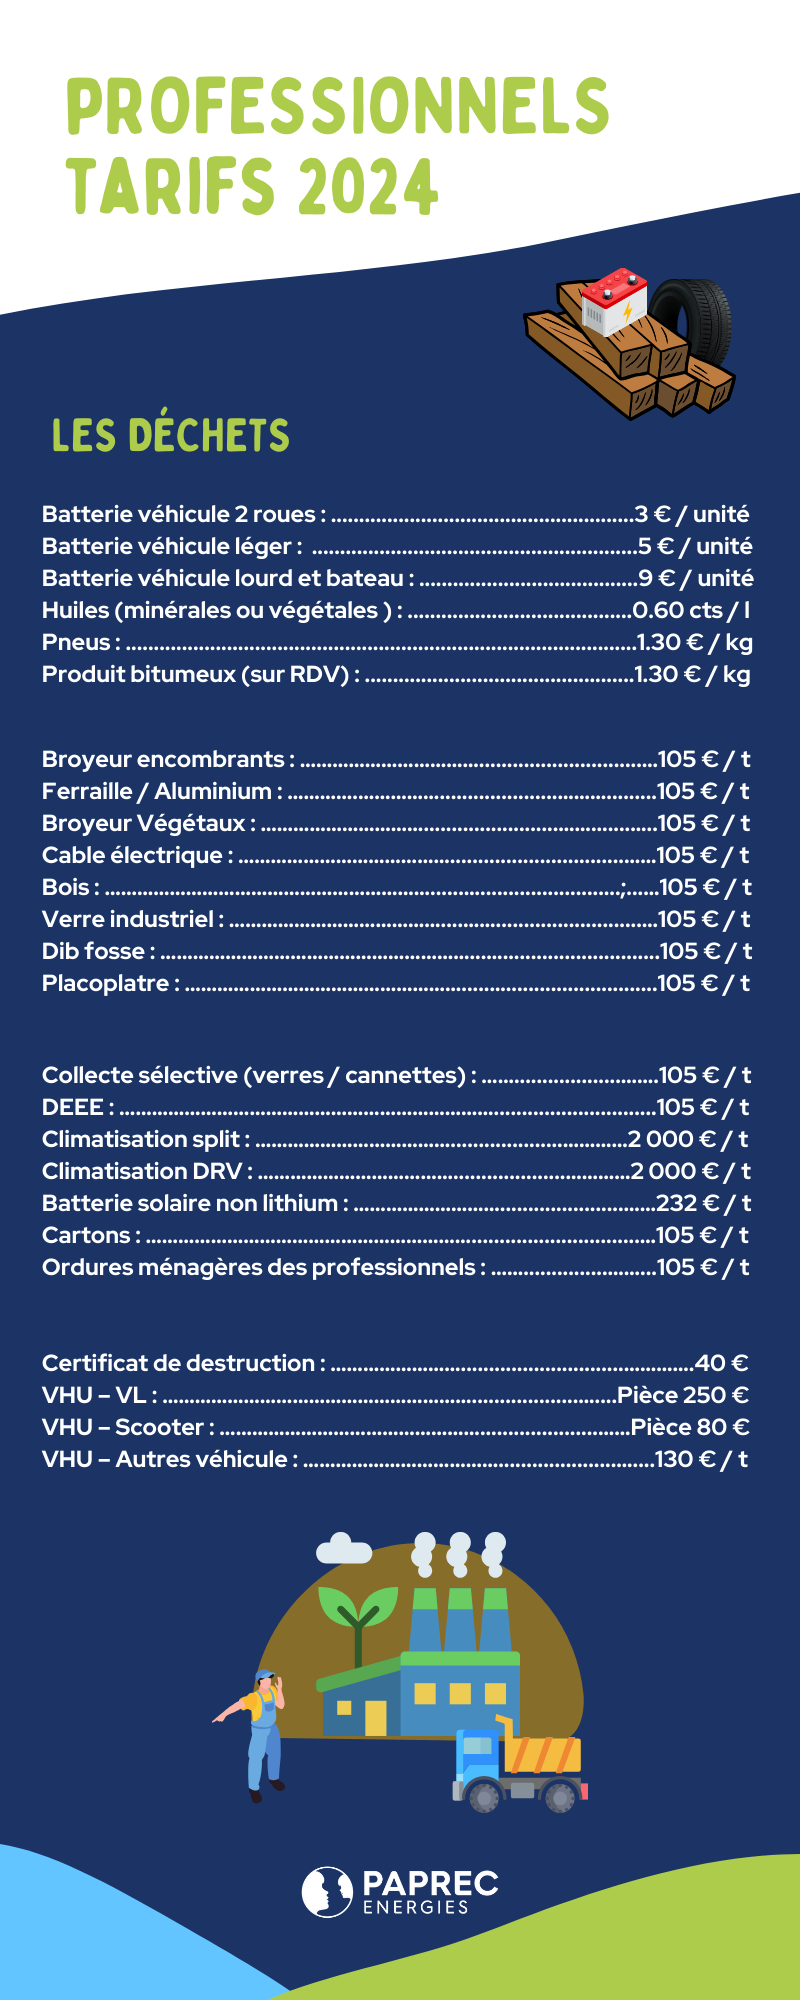 PROFESSIONNELS
TARIFS 2024
LES DÉCHETS
Batterie véhicule 2 roues : ........................................................3 € / unité
Batterie véhicule léger :  ............................................................5 € / unité
Batterie véhicule lourd et bateau : ........................................9 € / unité
Huiles (minérales ou végétales ) : .........................................0.60 cts / l
Pneus : ..............................................................................................1.30 € / kg
Produit bitumeux (sur RDV) : ..................................................1.30 € / kg
Broyeur encombrants : ..................................................................105 € / t
Ferraille / Aluminium : ....................................................................105 € / t
Broyeur Végétaux : .........................................................................105 € / t
Cable électrique : .............................................................................105 € / t
Bois : ...............................................................................................;......105 € / t
Verre industriel : ...............................................................................105 € / t
Dib fosse : ............................................................................................105 € / t
Placoplatre : .......................................................................................105 € / t
Collecte sélective (verres / cannettes) : .................................105 € / t
DEEE : ...................................................................................................105 € / t
Climatisation split : .....................................................................2 000 € / t
Climatisation DRV : .....................................................................2 000 € / t
Batterie solaire non lithium : ........................................................232 € / t
Cartons : ..............................................................................................105 € / t
Ordures ménagères des professionnels : ...............................105 € / t
Certificat de destruction : ...................................................................40 €
VHU – VL : ....................................................................................Pièce 250 €
VHU – Scooter : ............................................................................Pièce 80 €
VHU – Autres véhicule : .................................................................130 € / t
PAPREC
ENERGIES